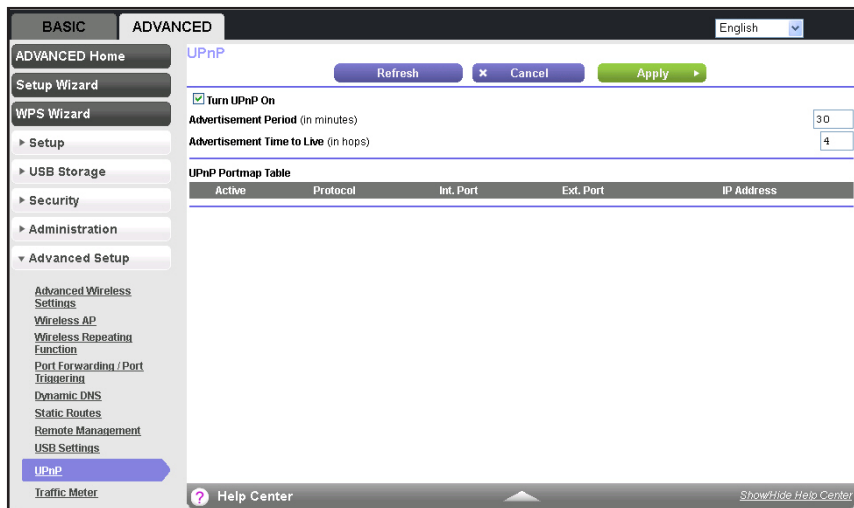 BASIC
ADVANCED
English
ADVANCED Home
Setup Wizard
WPS Wizard
Setup
USB Storage
Security
Administration
Advanced Setup
Advanced Wireless
Settings
Wireless AP
Wireless Repeating
Function
Port Forwarding / Port
Triggering
Dynamic DNS
Static Routes
Remote Management
USB Settings
UPnP
Traffic Meter
UPnP
Refresh
Cancel
Apply
Turn UPnP On
Advertisement Period (in minutes) 30
Advertisement Time to Live (in hops) 4
UPnP Portmap Table
Active Protocol Int. Port Ext. Port IP Address
? Help Center
Show/Hide Help Center